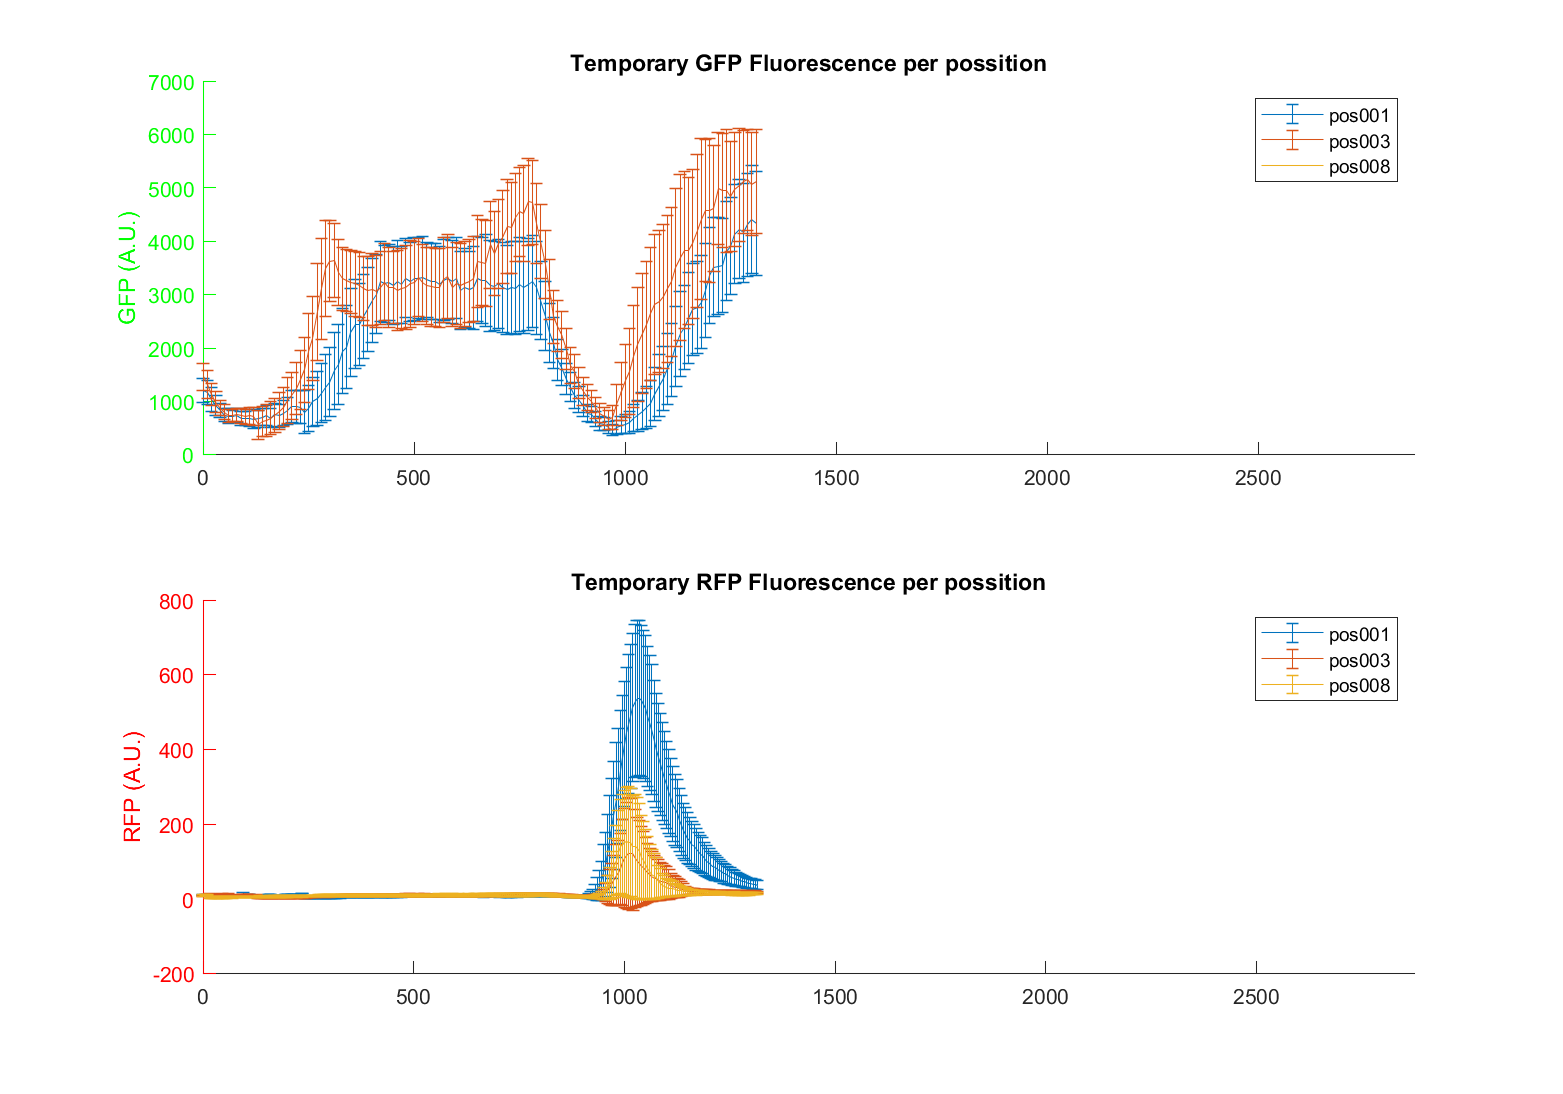 Temporary GFP Fluorescence per possition
7000
6000
5000
4000
3000
2000
1000
0
GFP (A.U.)
0 500 1000 1500 2000 2500
pos001
pos003
pos008
Temporary RFP Fluorescence per possition
800
600
400
200
0
-200
RFP (A.U.)
0 500 1000 1500 2000 2500
pos001
pos003
pos008